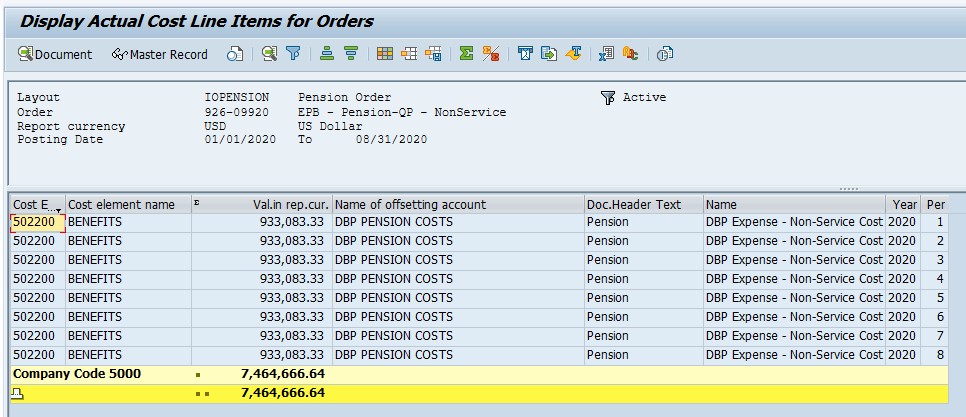 Display Actual Cost Line Items for Orders
Document Master Record
Layout IOPENSION Pension Order Active
Order 926-09920 EPB - Pension-QP - NonService
Report currency USD US Dollar
Posting Date 01/01/2020 To 08/31/2020
Cost E... Cost element name Σ Val.in rep.cur. Name of offsetting account Doc.Header Text Name Year Per
502200 BENEFITS 933,083.33 DBP PENSION COSTS Pension DBP Expense - Non-Service Cost 2020 1
502200 BENEFITS 933,083.33 DBP PENSION COSTS Pension DBP Expense - Non-Service Cost 2020 2
502200 BENEFITS 933,083.33 DBP PENSION COSTS Pension DBP Expense - Non-Service Cost 2020 3
502200 BENEFITS 933,083.33 DBP PENSION COSTS Pension DBP Expense - Non-Service Cost 2020 4
502200 BENEFITS 933,083.33 DBP PENSION COSTS Pension DBP Expense - Non-Service Cost 2020 5
502200 BENEFITS 933,083.33 DBP PENSION COSTS Pension DBP Expense - Non-Service Cost 2020 6
502200 BENEFITS 933,083.33 DBP PENSION COSTS Pension DBP Expense - Non-Service Cost 2020 7
502200 BENEFITS 933,083.33 DBP PENSION COSTS Pension DBP Expense - Non-Service Cost 2020 8
Company Code 5000 7,464,666.64
7,464,666.64